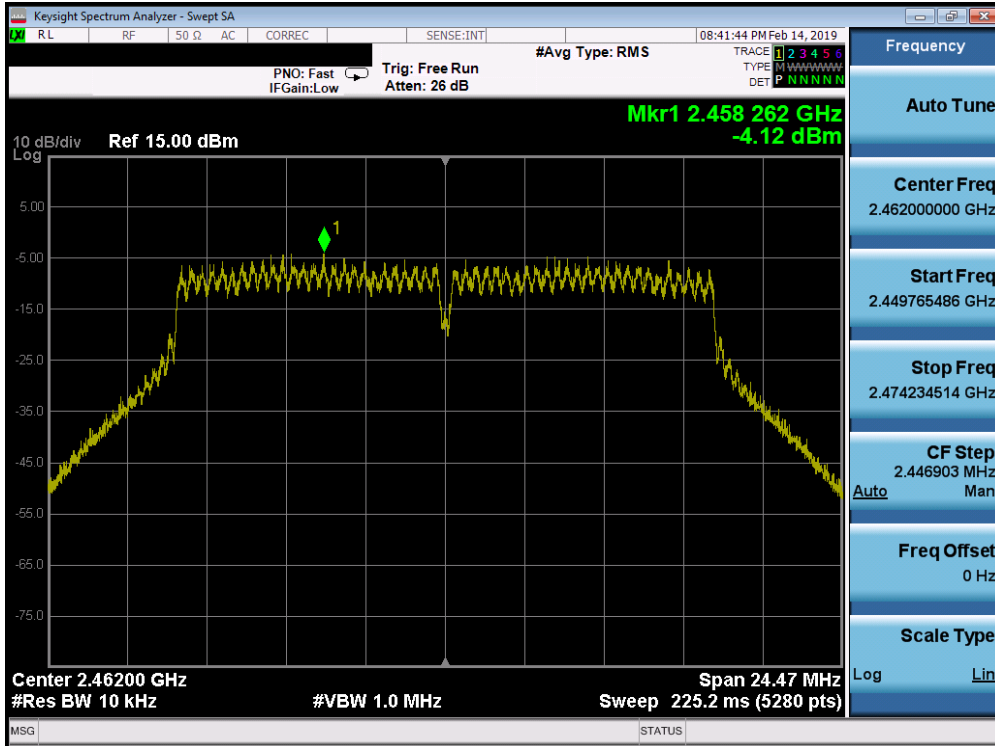 Keysight Spectrum Analyzer - Swept SA
LXI RL RF 50 Ω AC CORREC SENSE:INT 08:41:44 PM Feb 14, 2019
#Avg Type: RMS TRACE 1 2 3 4 5 6
PNO: Fast Trig: Free Run TYPE M WWWWW
IFGain:Low Atten: 26 dB DET P N N N N N
Mkr1 2.458 262 GHz
-4.12 dBm
10 dB/div Ref 15.00 dBm
Log
1
5.00
-5.00
-15.0
-25.0
-35.0
-45.0
-55.0
-65.0
-75.0
Center 2.46200 GHz Span 24.47 MHz
#Res BW 10 kHz #VBW 1.0 MHz Sweep 225.2 ms (5280 pts)
MSG STATUS
Frequency
Auto Tune
Center Freq
2.462000000 GHz
Start Freq
2.449765486 GHz
Stop Freq
2.474234514 GHz
CF Step
2.446903 MHz
Auto Man
Freq Offset
0 Hz
Scale Type
Log Lin